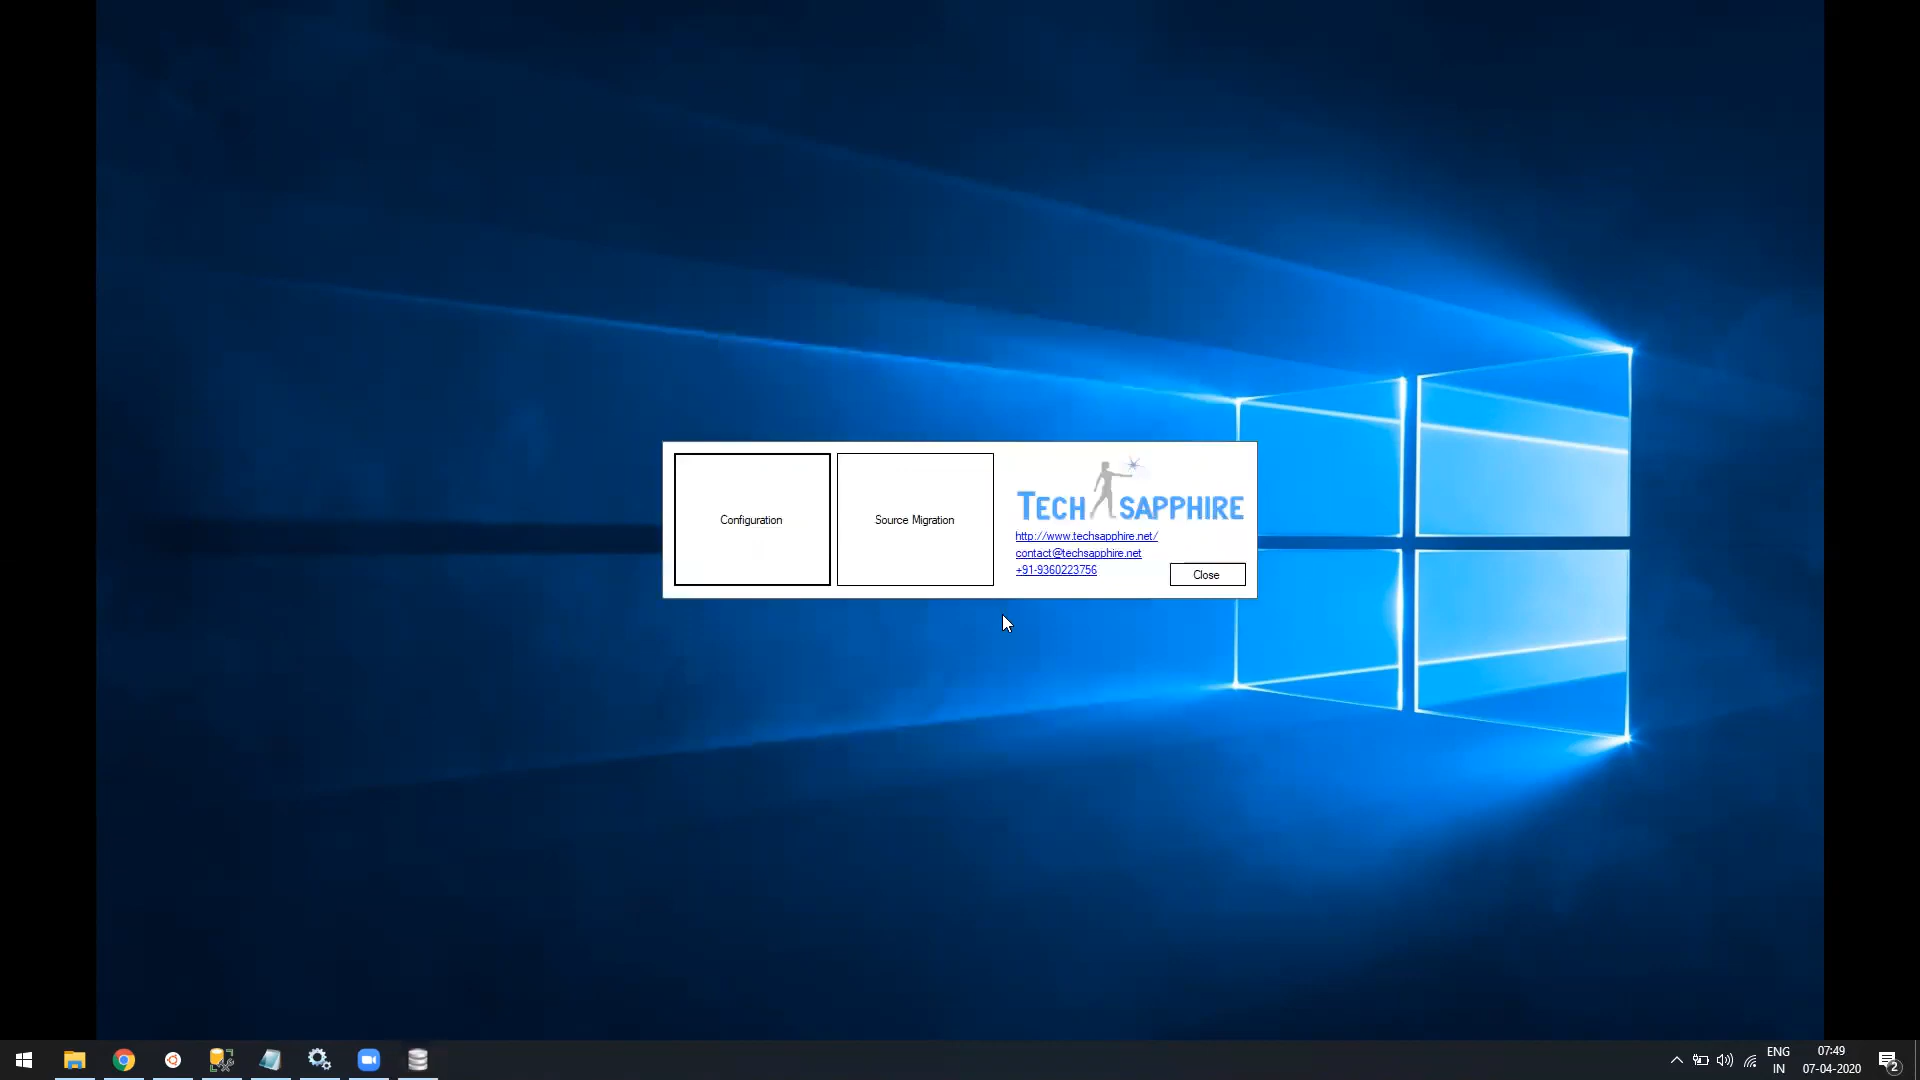 Configuration
Source Migration
TECH SAPPHIRE
http://www.techsapphire.net/
contact@techsapphire.net
+91-9360223756
Close
ENG
IN
07:49
07-04-2020
2